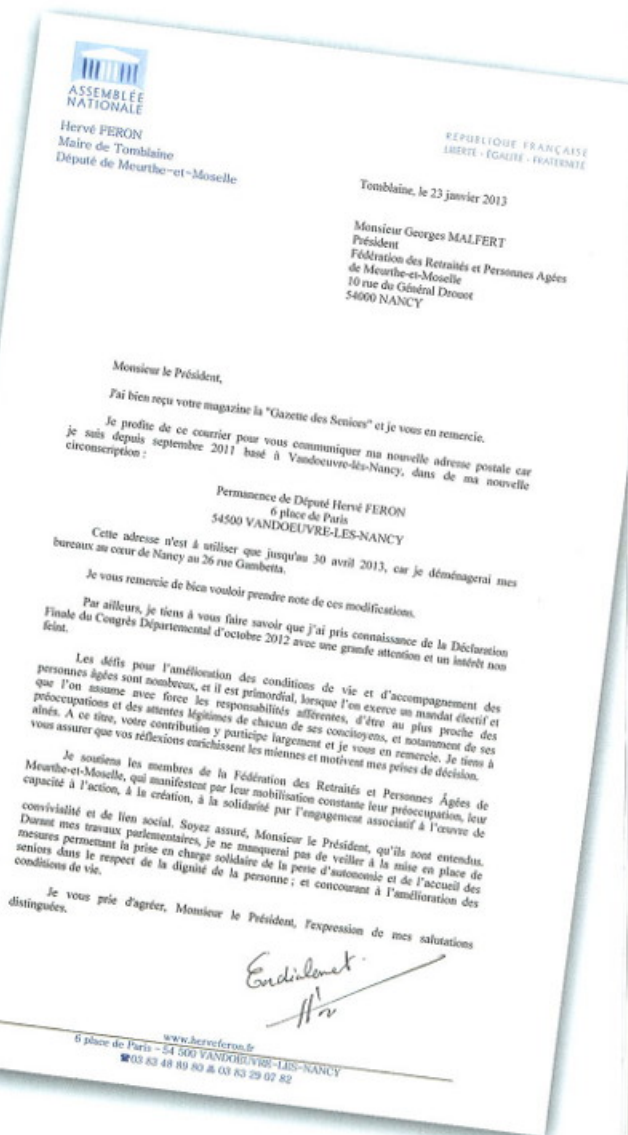 ASSEMBLÉE
NATIONALE
Hervé FERON
Maire de Tomblaine
Député de Meurthe-et-Moselle
RÉPUBLIQUE FRANÇAISE
LIBERTÉ - ÉGALITÉ - FRATERNITÉ
Tomblaine, le 23 janvier 2013
Monsieur Georges MALFERT
Président
Fédération des Retraités et Personnes Agées
de Meurthe-et-Moselle
10 rue du Général Drouot
54000 NANCY
Monsieur le Président,
J'ai bien reçu votre magazine la "Gazette des Seniors" et je vous en remercie.
Je profite de ce courrier pour vous communiquer ma nouvelle adresse postale car
je suis depuis septembre 2011 basé à Vandoeuvre-lès-Nancy, dans de ma nouvelle
circonscription :
Permanence de Député Hervé FERON
6 place de Paris
54500 VANDOEUVRE-LES-NANCY
Cette adresse n'est à utiliser que jusqu'au 30 avril 2013, car je déménagerai mes
bureaux au cœur de Nancy au 26 rue Gambetta.
Je vous remercie de bien vouloir prendre note de ces modifications.
Par ailleurs, je tiens à vous faire savoir que j'ai pris connaissance de la Déclaration
Finale du Congrès Départemental d'octobre 2012 avec une grande attention et un intérêt non
feint.
Les défis pour l'amélioration des conditions de vie et d'accompagnement des
personnes âgées sont nombreux, et il est primordial, lorsque l'on exerce un mandat électif et
que l'on assume avec force les responsabilités afférentes, d'être au plus proche des
préoccupations et des attentes légitimes de chacun de ses concitoyens, et notamment de ses
aînés. A ce titre, votre contribution y participe largement et je vous en remercie. Je tiens à
vous assurer que vos réflexions enrichissent les miennes et motivent mes prises de décision.
Je soutiens les membres de la Fédération des Retraités et Personnes Âgées de
Meurthe-et-Moselle, qui manifestent par leur mobilisation constante leur préoccupation, leur
capacité à l'action, à la création, à la solidarité par l'engagement associatif à l'œuvre de
convivialité et de lien social. Soyez assuré, Monsieur le Président, qu'ils sont entendus.
Durant mes travaux parlementaires, je ne manquerai pas de veiller à la mise en place de
mesures permettant la prise en charge solidaire de la perte d'autonomie et de l'accueil des
seniors dans le respect de la dignité de la personne ; et concourant à l'amélioration des
conditions de vie.
Je vous prie d'agréer, Monsieur le Président, l'expression de mes salutations
distinguées.
Cordialement.
www.herveferon.fr
6 place de Paris - 54 500 VANDOEUVRE-LES-NANCY
03 83 48 89 80 03 83 29 07 82